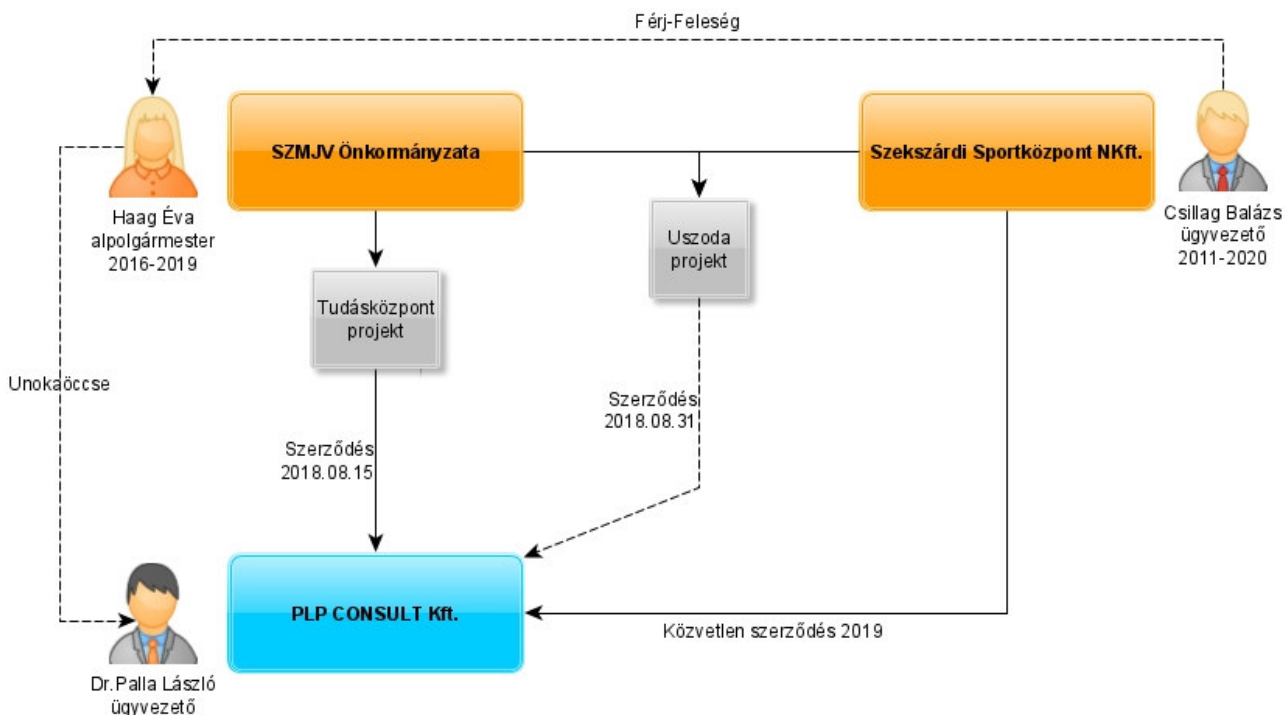 Férj-Feleség
SZMJV Önkormányzata
Szekszárdi Sportközpont NKft.
Haag Éva
alpolgármester
2016-2019
Csillag Balázs
ügyvezető
2011-2020
Uszoda
projekt
Tudásközpont
projekt
Unokaöccse
Szerződés
2018.08.31
Szerződés
2018.08.15
PLP CONSULT Kft.
Közvetlen szerződés 2019
Dr.Palla László
ügyvezető